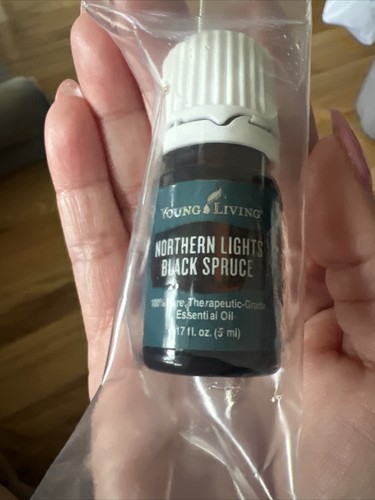 YOUNG LIVING
NORTHERN LIGHTS
BLACK SPRUCE
100% Pure, Therapeutic-Grade
Essential Oil
0.17 fl. oz. (5 ml)